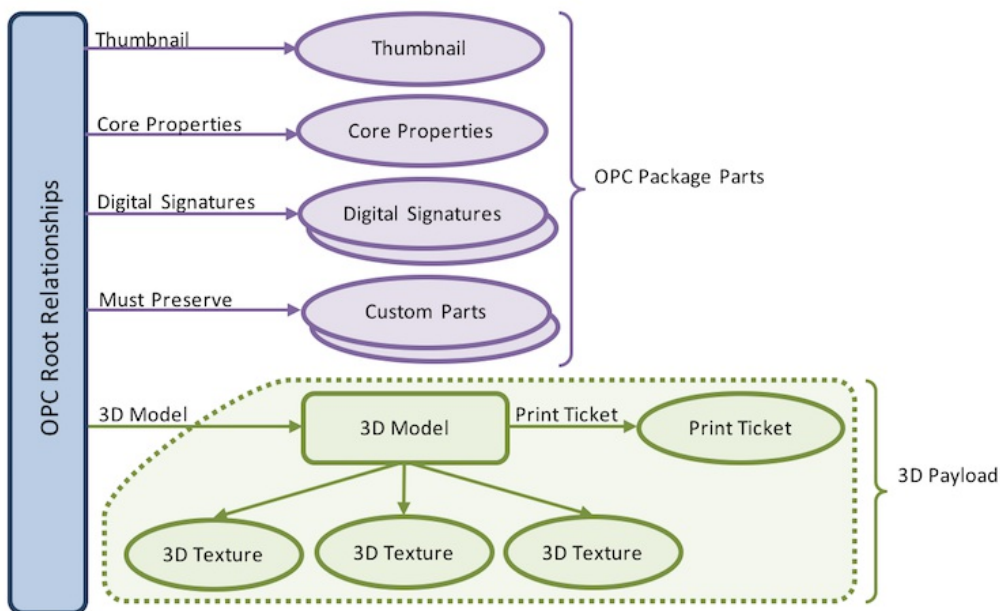 OPC Root Relationships
Thumbnail
Thumbnail
Core Properties
Core Properties
Digital Signatures
Digital Signatures
Must Preserve
Custom Parts
OPC Package Parts
3D Model
3D Model
Print Ticket
Print Ticket
3D Texture
3D Texture
3D Texture
3D Payload